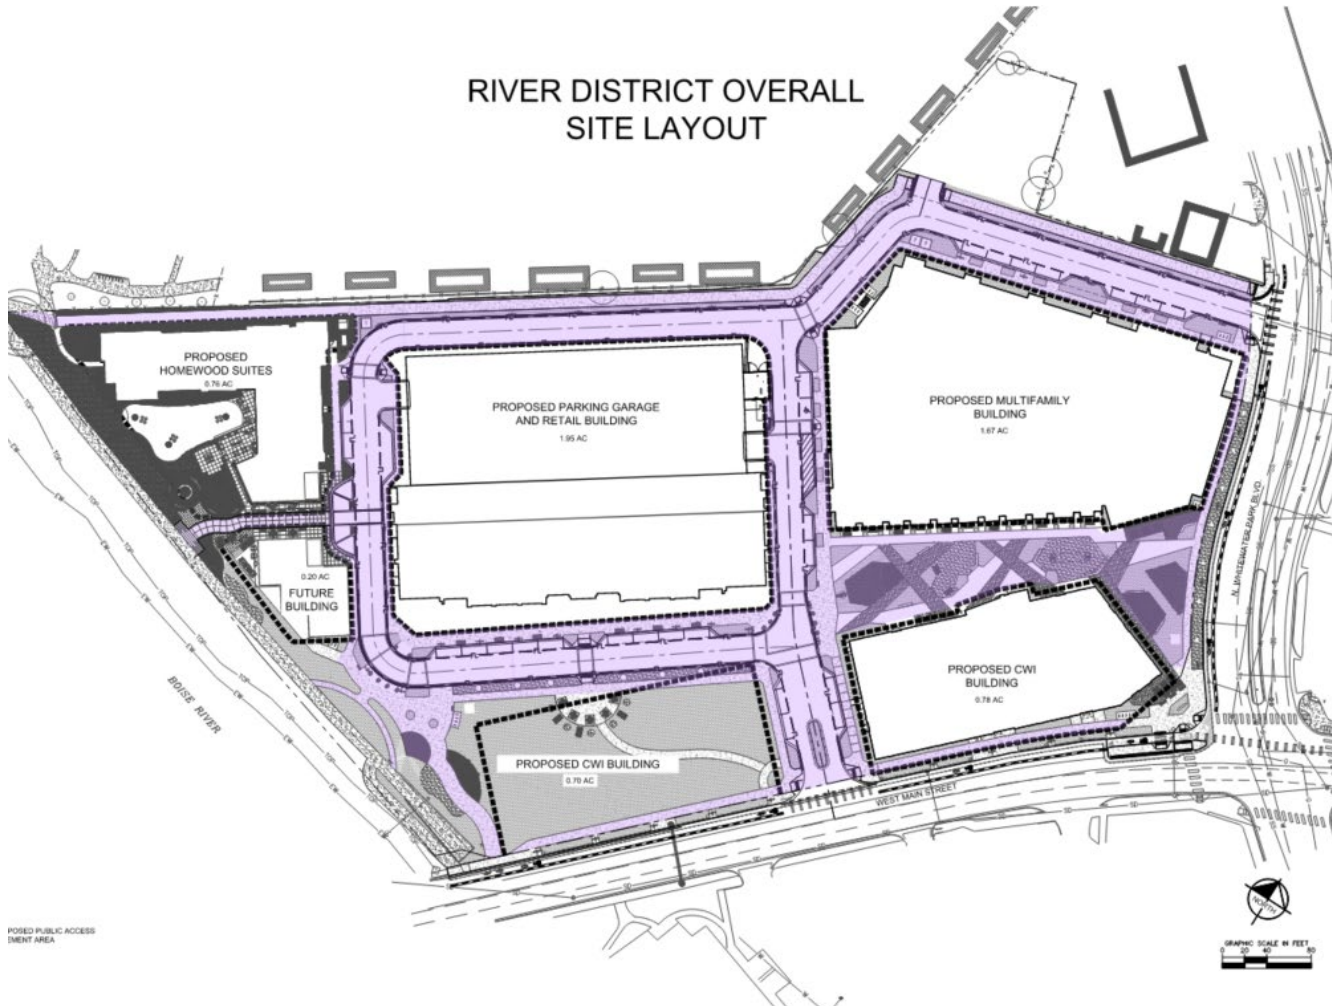 RIVER DISTRICT OVERALL
SITE LAYOUT
PROPOSED
HOMEWOOD SUITES
0.76 AC
PROPOSED PARKING GARAGE
AND RETAIL BUILDING
1.95 AC
PROPOSED MULTIFAMILY
BUILDING
1.67 AC
0.20 AC
FUTURE
BUILDING
N. WHITEWATER PARK BLVD.
PROPOSED CWI
BUILDING
0.78 AC
BOISE RIVER
PROPOSED CWI BUILDING
0.70 AC
WEST MAIN STREET
NORTH
POSED PUBLIC ACCESS
EMENT AREA
GRAPHIC SCALE IN FEET
0 20 40 80